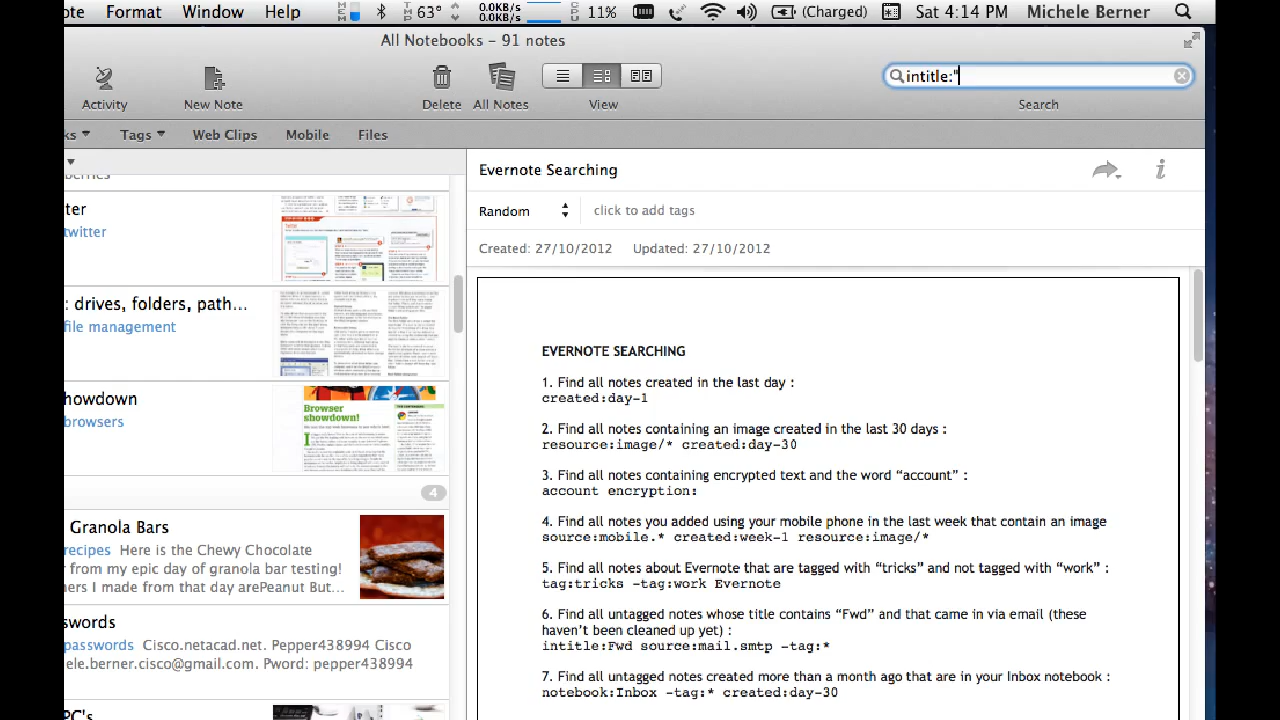 ote Format Window Help MEM TMP 63° 0.0KB/s 0.0KB/s CPU 11% (Charged) Sat 4:14 PM Michele Berner
All Notebooks – 91 notes
intitle:"
Activity New Note Delete All Notes View Search
ks Tags Web Clips Mobile Files
berries
ter
twitter
: drives, folders, path...
file management
howdown
browsers
Browser
showdown!
4
Granola Bars
recipes Here is the Chewy Chocolate
r from my epic day of granola bar testing!
ners I made from that day arePeanut But...
swords
passwords Cisco.netacad.net. Pepper438994 Cisco
ele.berner.cisco@gmail.com. Pword: pepper438994
PC's
Evernote Searching
Random click to add tags
Created: 27/10/2012 Updated: 27/10/2012
EVERNOTE SEARCHING
1. Find all notes created in the last day :
created:day-1
2. Find all notes containing an image created in the last 30 days :
resource:image/* created:day-30
3. Find all notes containing encrypted text and the word “account” :
account encryption:
4. Find all notes you added using your mobile phone in the last week that contain an image
source:mobile.* created:week-1 resource:image/*
5. Find all notes about Evernote that are tagged with “tricks” and not tagged with “work” :
tag:tricks -tag:work Evernote
6. Find all untagged notes whose title contains “Fwd” and that came in via email (these
haven’t been cleaned up yet) :
intitle:Fwd source:mail.smtp -tag:*
7. Find all untagged notes created more than a month ago that are in your Inbox notebook :
notebook:Inbox -tag:* created:day-30